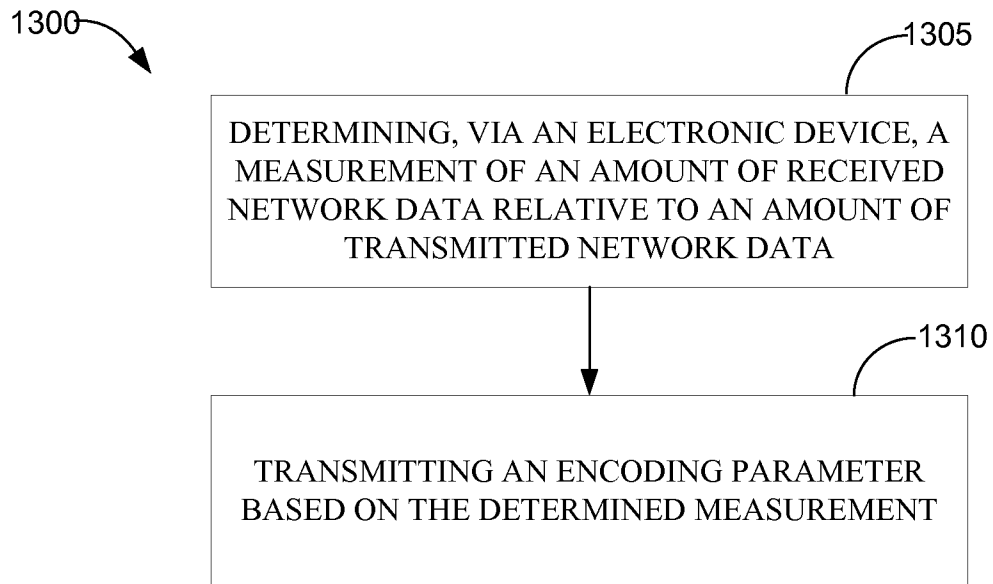 1300
1305
DETERMINING, VIA AN ELECTRONIC DEVICE, A
MEASUREMENT OF AN AMOUNT OF RECEIVED
NETWORK DATA RELATIVE TO AN AMOUNT OF
TRANSMITTED NETWORK DATA
1310
TRANSMITTING AN ENCODING PARAMETER
BASED ON THE DETERMINED MEASUREMENT